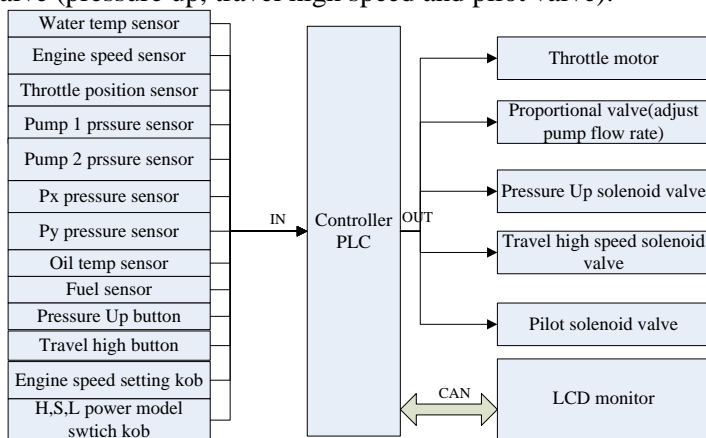 alve (pressure up, travel high speed and pilot valve).
Water temp sensor
Engine speed sensor
Throttle position sensor
Pump 1 prssure sensor
Pump 2 prssure sensor
Px pressure sensor
Py pressure sensor
Oil temp sensor
Fuel sensor
Pressure Up button
Travel high button
Engine speed setting kob
H,S,L power model
swtich kob
IN
Controller
PLC
OUT
CAN
Throttle motor
Proportional valve(adjust
pump flow rate)
Pressure Up solenoid valve
Travel high speed solenoid
valve
Pilot solenoid valve
LCD monitor